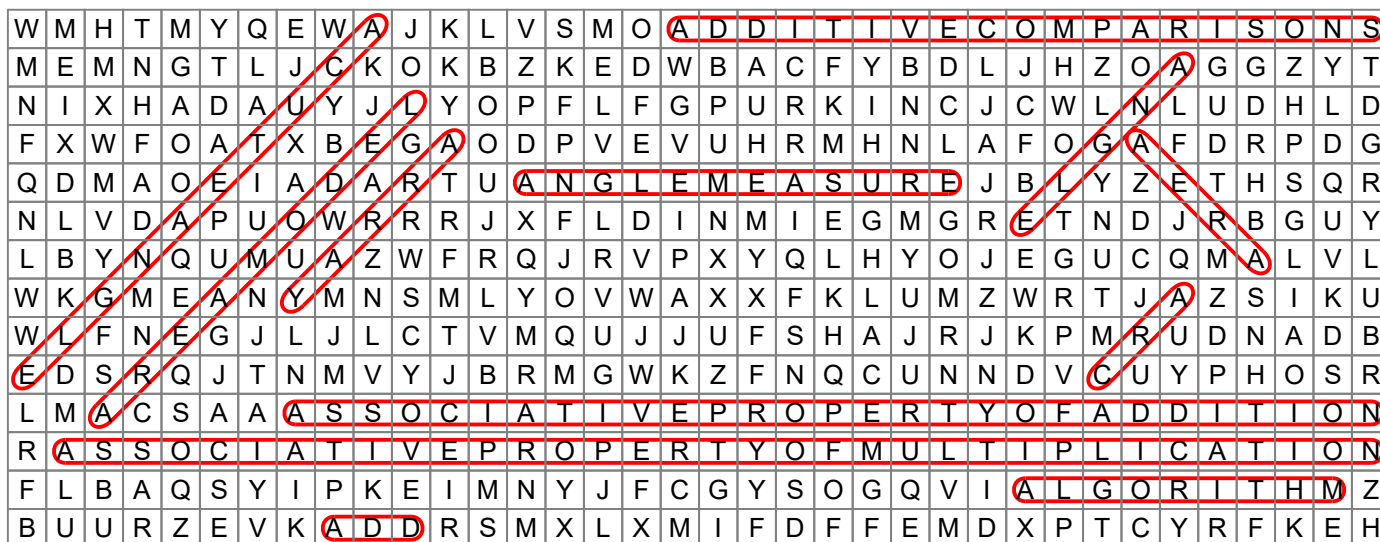 W M H T M Y Q E W A J K L V S M O A D D I T I V E C O M P A R I S O N S
M E M N G T L J C K O K B Z K E D W B A C F Y B D L J H Z O A G G Z Y T
N I X H A D A U Y J L Y O P F L F G P U R K I N C J C W L N L U D H L D
F X W F O A T X B E G A O D P V E V U H R M H N L A F O G A F D R P D G
Q D M A O E I A D A R T U A N G L E M E A S U R E J B L Y Z E T H S Q R
N L V D A P U O W R R R J X F L D I N M I E G M G R E T N D J R B G U Y
L B Y N Q U M U A Z W F R Q J R V P X Y Q L H Y O J E G U C Q M A L V L
W K G M E A N Y M N S M L Y O V W A X X F K L U M Z W R T J A Z S I K U
W L F N E G J L J L C T V M Q U J J U F S H A J R J K P M R U D N A D B
E D S R Q J T N M V Y J B R M G W K Z F N Q C U N N D V C U Y P H O S R
L M A C S A A A S S O C I A T I V E P R O P E R T Y O F A D D I T I O N
R A S S O C I A T I V E P R O P E R T Y O F M U L T I P L I C A T I O N
F L B A Q S Y I P K E I M N Y J F C G Y S O G Q V I A L G O R I T H M Z
B U U R Z E V K A D D R S M X L X M I F D F F E M D X P T C Y R F K E H